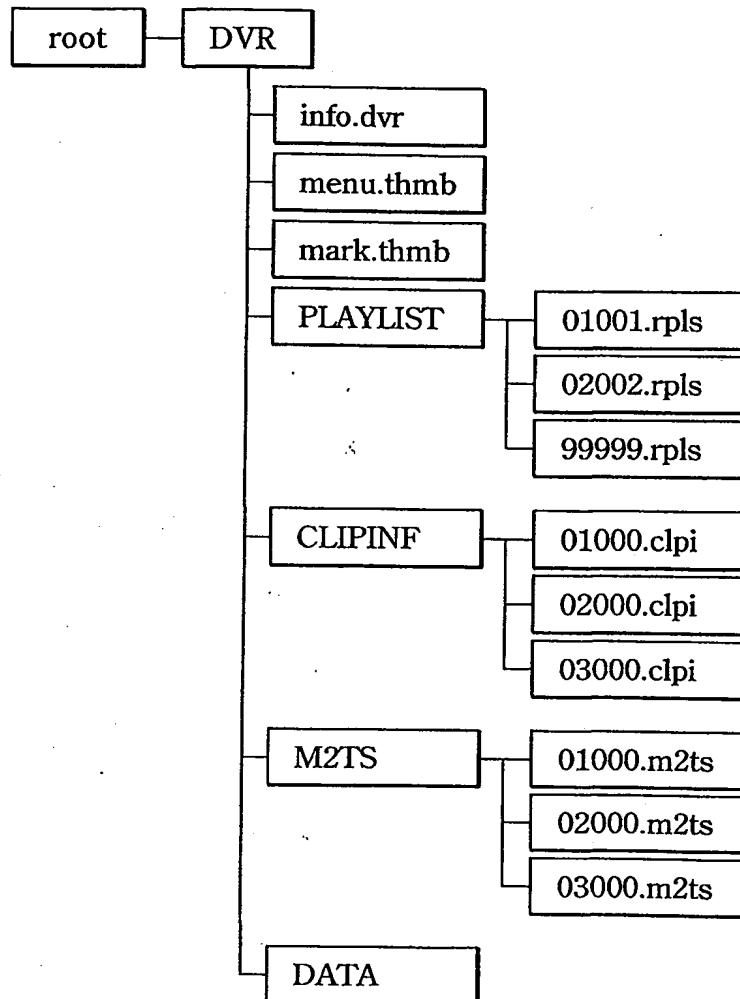 root DVR
info.dvr
menu.thmb
mark.thmb
PLAYLIST 01001.rpls
02002.rpls
99999.rpls
CLIPINF 01000.clpi
02000.clpi
03000.clpi
M2TS 01000.m2ts
02000.m2ts
03000.m2ts
DATA